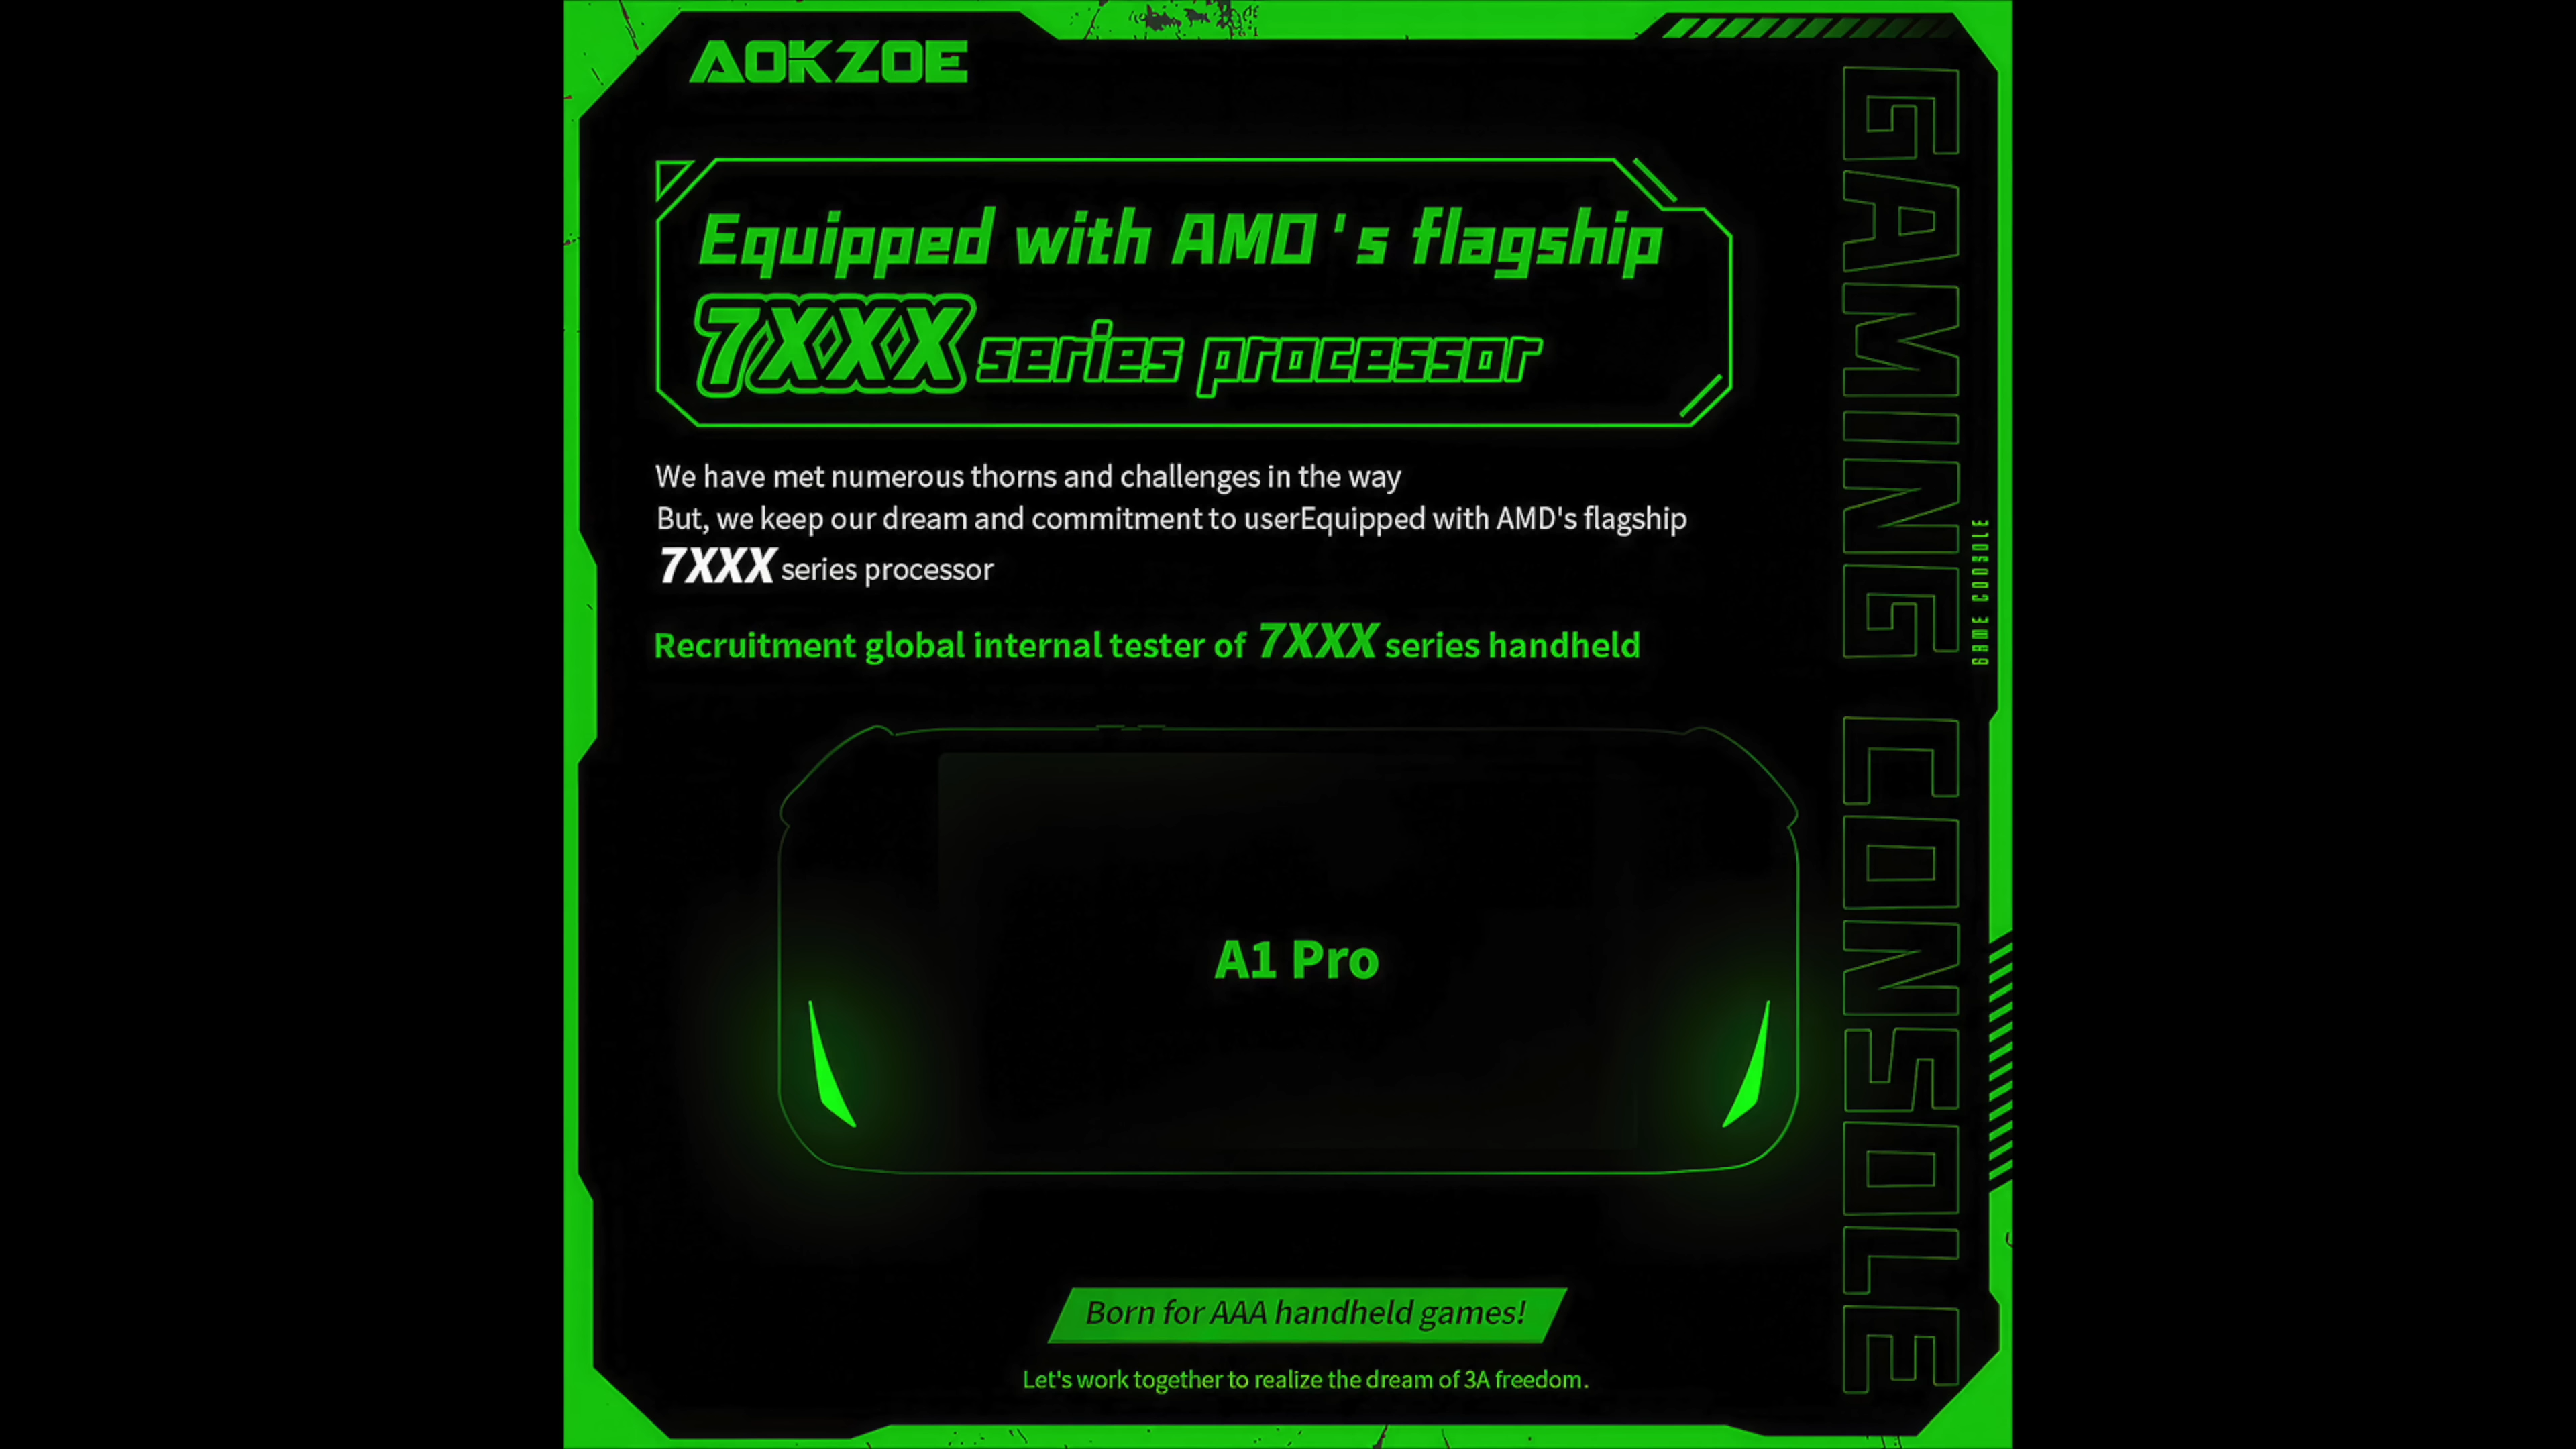 AOKZOE
Equipped with AMD's flagship
7XXX series processor
We have met numerous thorns and challenges in the way
But, we keep our dream and commitment to userEquipped with AMD's flagship
7XXX series processor
Recruitment global internal tester of 7XXX series handheld
A1 Pro
Born for AAA handheld games!
Let's work together to realize the dream of 3A freedom.
GAMING CONSOLE